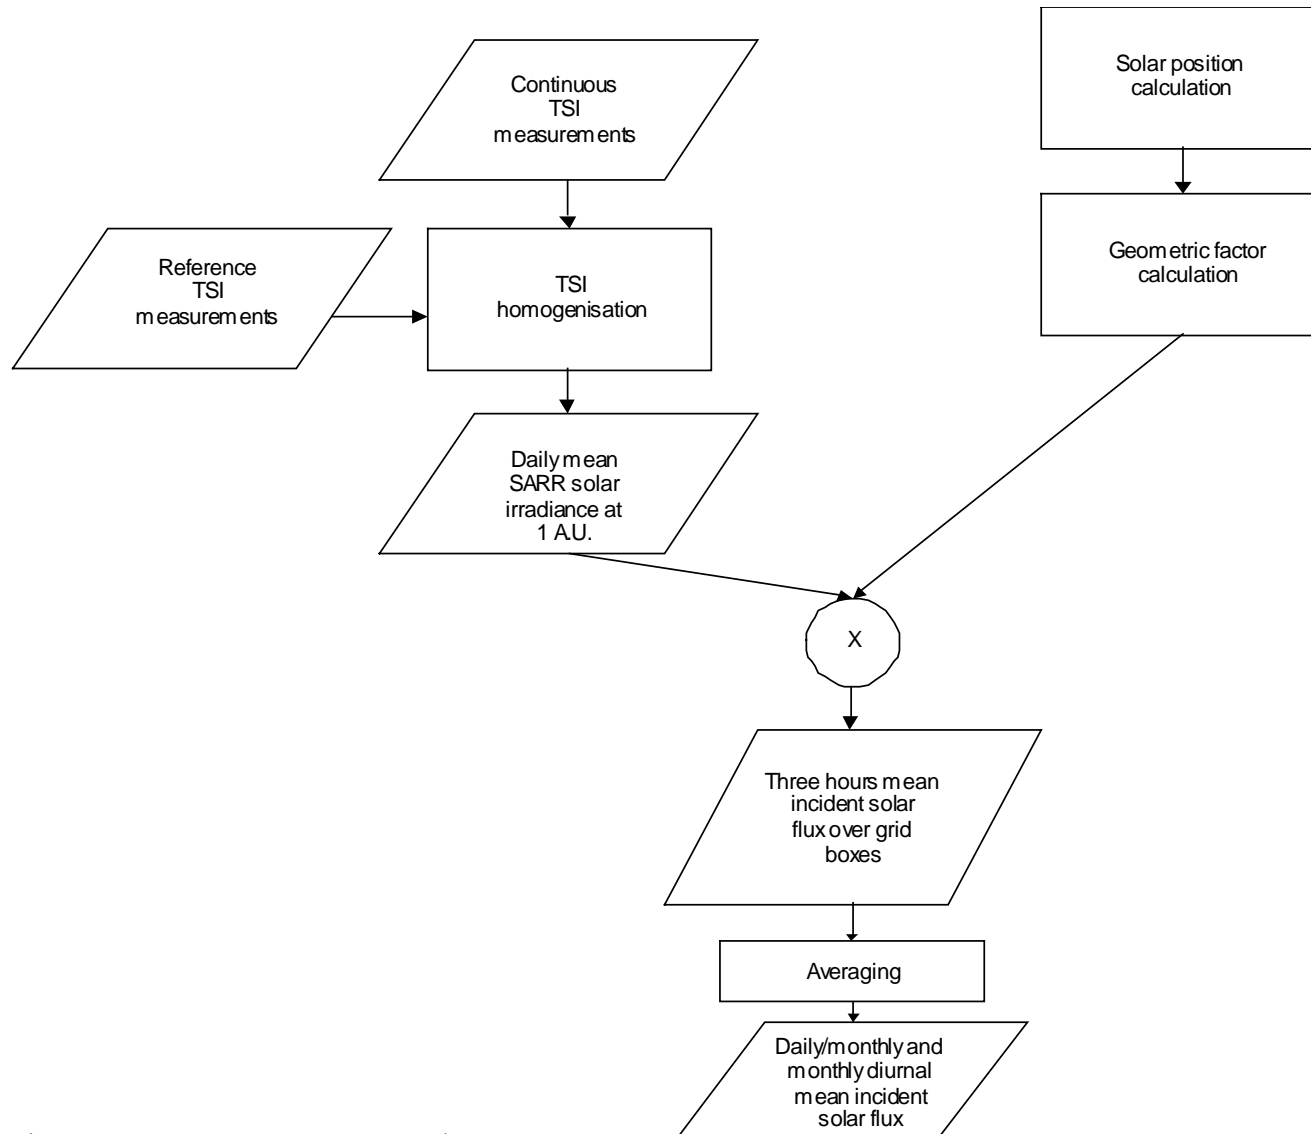 Continuous
TSI
measurements
Solar position
calculation
Reference
TSI
measurements
TSI
homogenisation
Geometric factor
calculation
Daily mean
SARR solar
irradiance at
1 A.U.
X
Three hours mean
incident solar
flux over grid
boxes
Averaging
Daily/monthly and
monthly diurnal
mean incident
solar flux